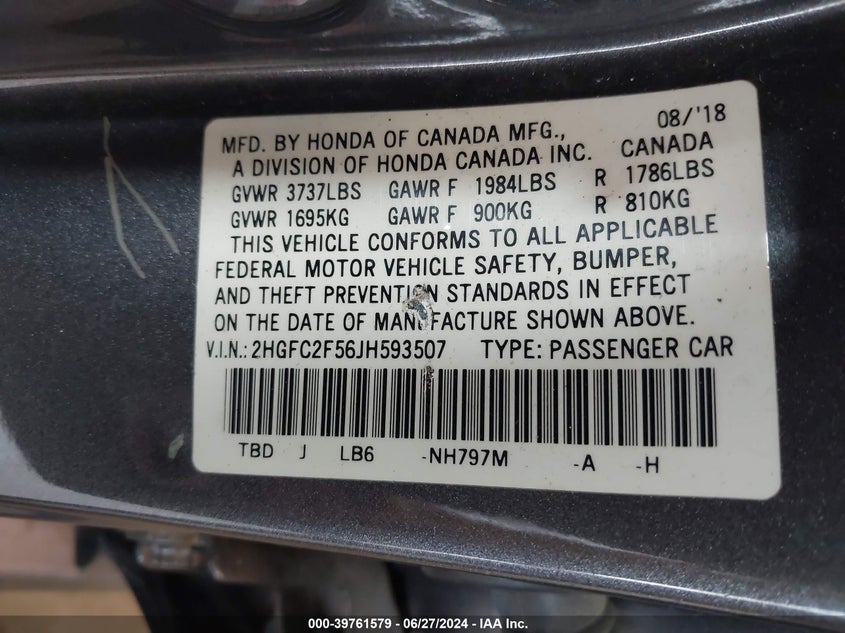 08/'18
MFD. BY HONDA OF CANADA MFG.,
A DIVISION OF HONDA CANADA INC. CANADA
GVWR 3737LBS GAWR F 1984LBS R 1786LBS
GVWR 1695KG GAWR F 900KG R 810KG
THIS VEHICLE CONFORMS TO ALL APPLICABLE
FEDERAL MOTOR VEHICLE SAFETY, BUMPER,
AND THEFT PREVENTION STANDARDS IN EFFECT
ON THE DATE OF MANUFACTURE SHOWN ABOVE.
V.I.N.: 2HGFC2F56JH593507 TYPE: PASSENGER CAR
TBD J LB6 -NH797M -A -H
000-39761579 / 06/27/2024 - IAA Inc.